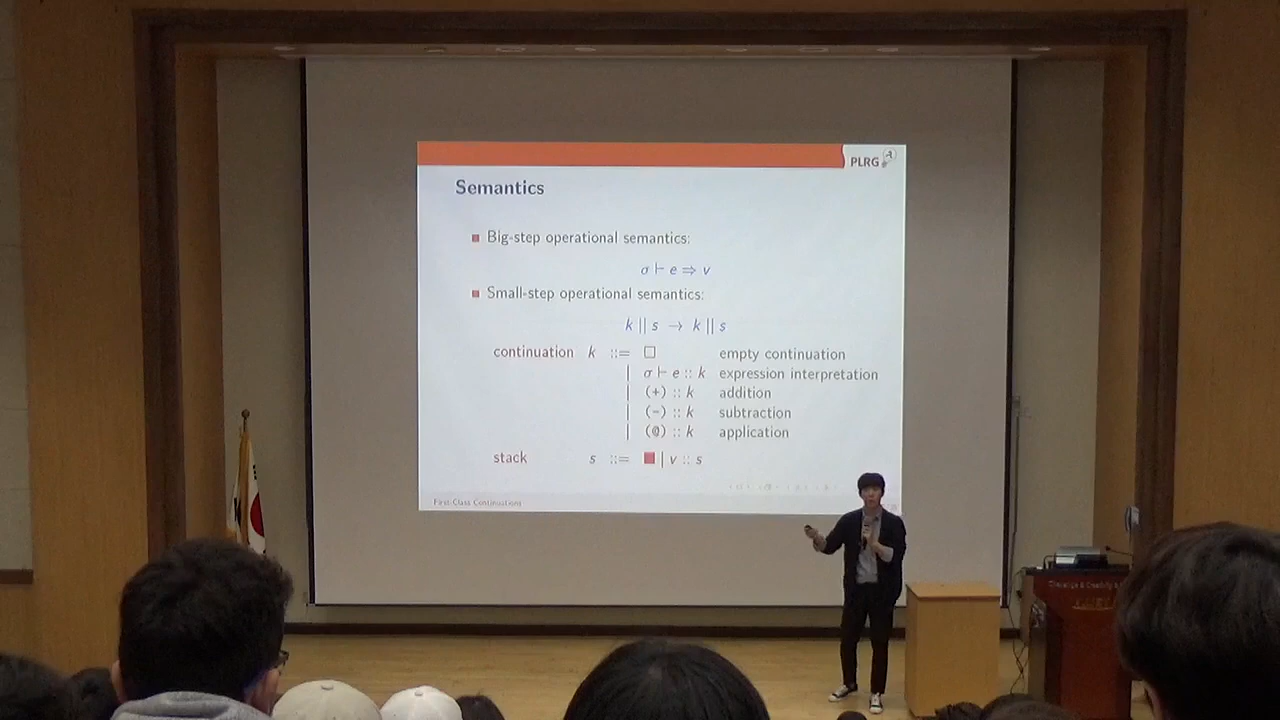 PLRG
Semantics
Big-step operational semantics:
σ ⊢ e ⇒ v
Small-step operational semantics:
k || s → k || s
continuation k ::= □ empty continuation
| σ ⊢ e :: k expression interpretation
| (+) :: k addition
| (-) :: k subtraction
| (@) :: k application
stack s ::= ■ | v :: s
First-Class Continuations